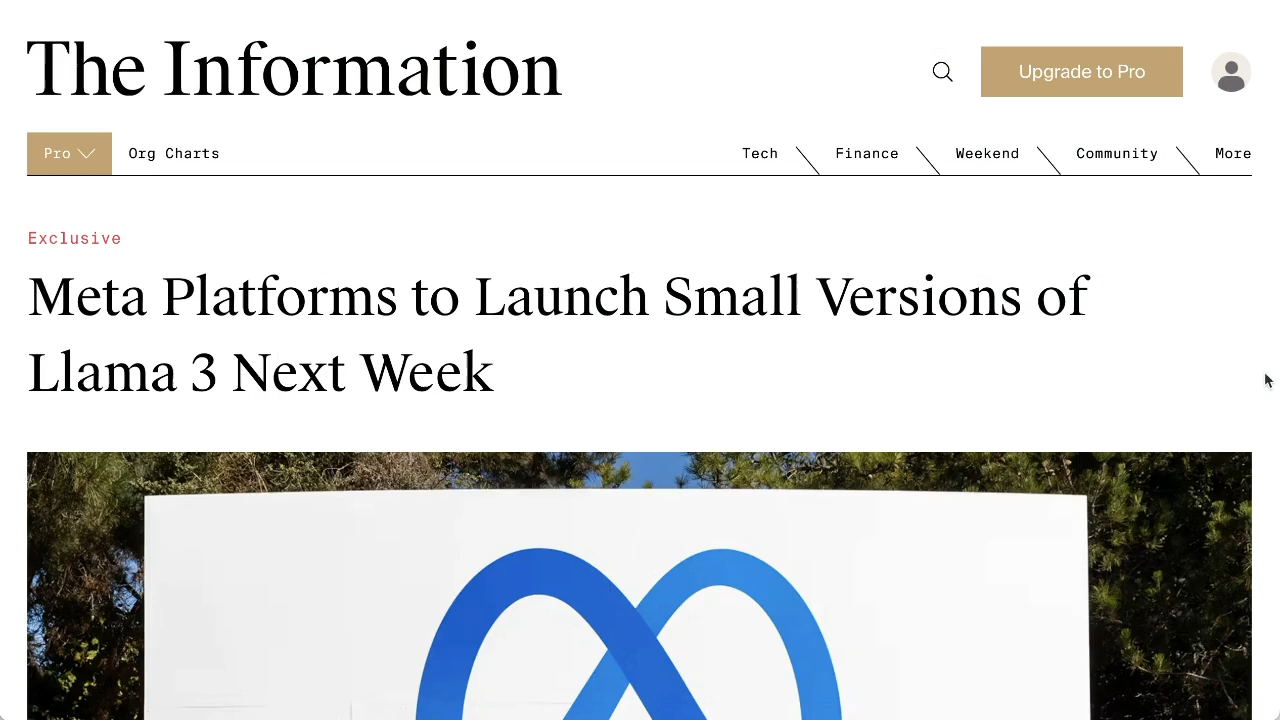 The Information
Upgrade to Pro
Pro
Org Charts
Tech
Finance
Weekend
Community
More
Exclusive
Meta Platforms to Launch Small Versions of
Llama 3 Next Week